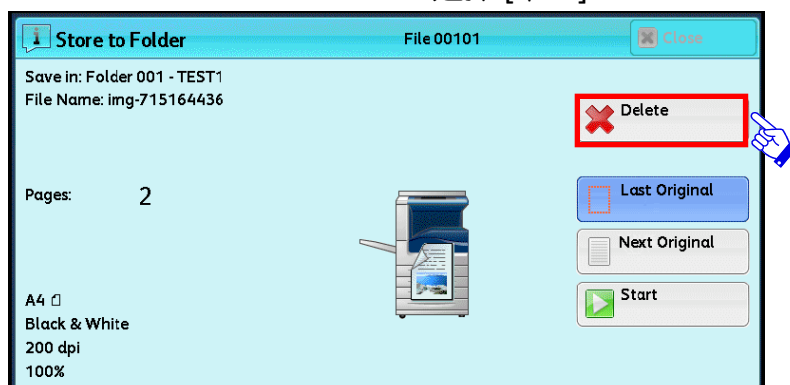 Store to Folder
File 00101
Close
Save in: Folder 001 - TEST1
File Name: img-715164436
Delete
Pages: 2
Last Original
Next Original
Start
A4
Black & White
200 dpi
100%